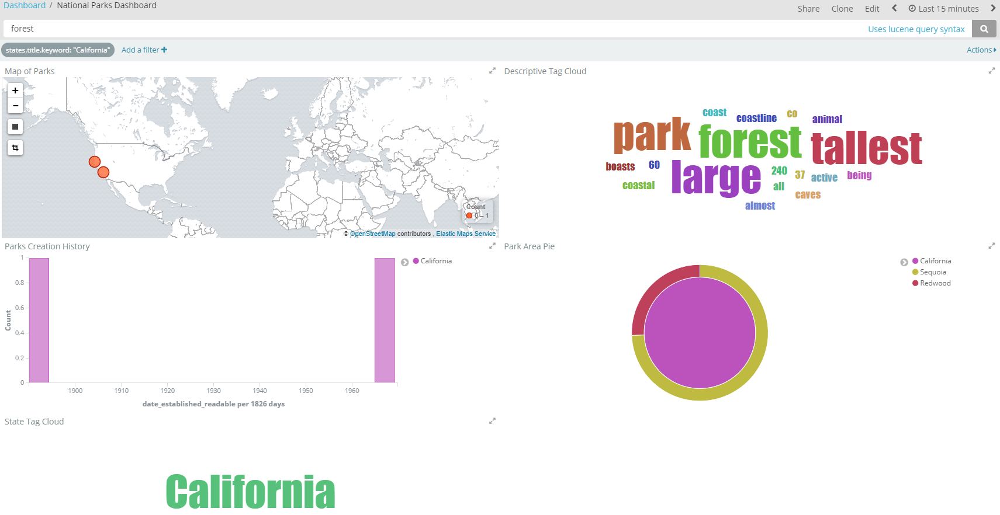 Dashboard / National Parks Dashboard
Share Clone Edit Last 15 minutes
forest
Uses lucene query syntax
states.title.keyword: "California"
Add a filter
Actions
Map of Parks
+
−
Count
0 – 1
© OpenStreetMap contributors , Elastic Maps Service
Descriptive Tag Cloud
coast
coastline
co
animal
park
forest
tallest
boasts
60
large
240
37
active
being
coastal
all
caves
almost
Parks Creation History
1
0.8
0.6
0.4
0.2
0
Count
1900 1910 1920 1930 1940 1950 1960
date_established_readable per 1826 days
California
Park Area Pie
California
Sequoia
Redwood
State Tag Cloud
California